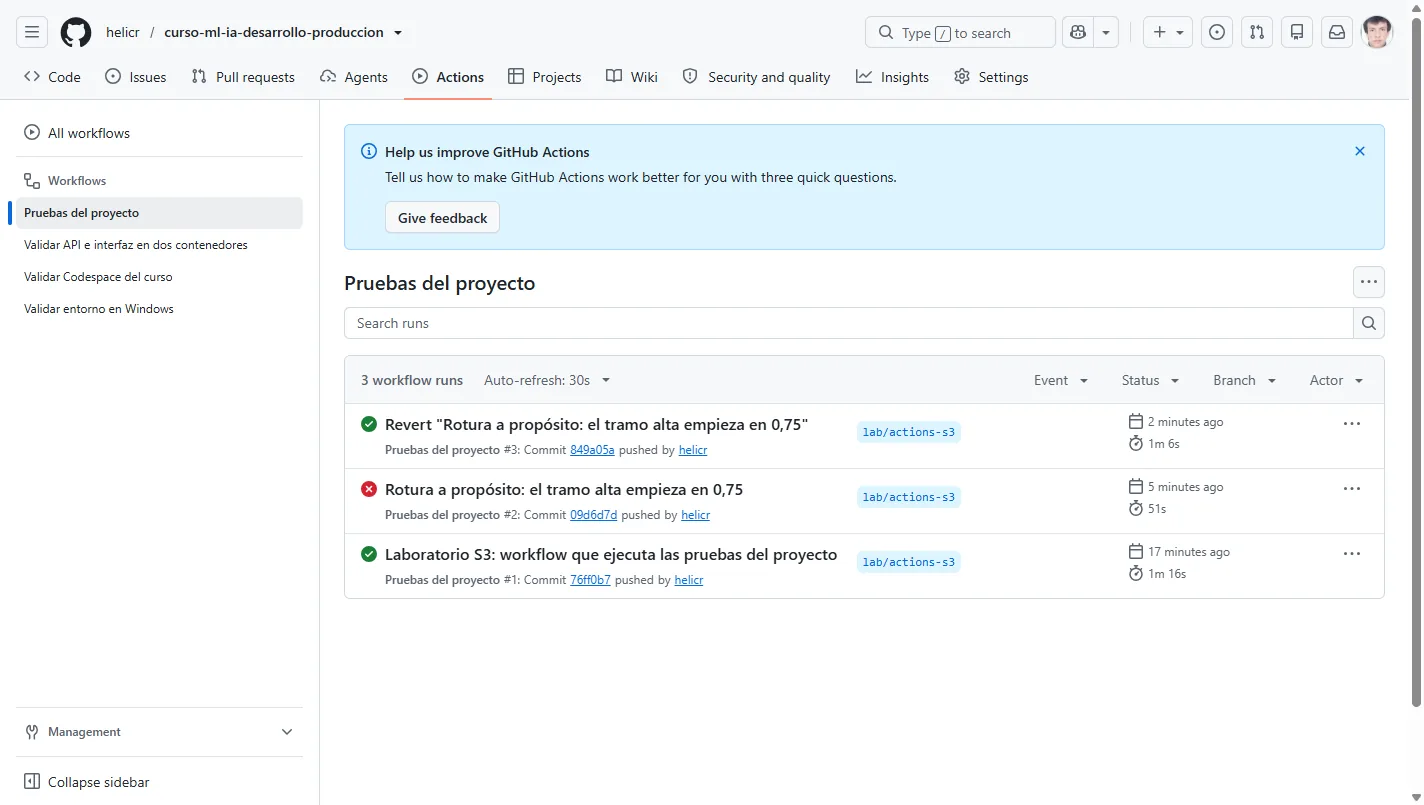 helicr / curso-ml-ia-desarrollo-produccion
Type / to search
Code
Issues
Pull requests
Agents
Actions
Projects
Wiki
Security and quality
Insights
Settings
All workflows
Workflows
Pruebas del proyecto
Validar API e interfaz en dos contenedores
Validar Codespace del curso
Validar entorno en Windows
Management
Collapse sidebar
Help us improve GitHub Actions
Tell us how to make GitHub Actions work better for you with three quick questions.
Give feedback
Pruebas del proyecto
Search runs
3 workflow runs
Auto-refresh: 30s
Event
Status
Branch
Actor
Revert "Rotura a propósito: el tramo alta empieza en 0,75"
Pruebas del proyecto #3: Commit 849a05a pushed by helicr
lab/actions-s3
2 minutes ago
1m 6s
Rotura a propósito: el tramo alta empieza en 0,75
Pruebas del proyecto #2: Commit 09d6d7d pushed by helicr
lab/actions-s3
5 minutes ago
51s
Laboratorio S3: workflow que ejecuta las pruebas del proyecto
Pruebas del proyecto #1: Commit 76ff0b7 pushed by helicr
lab/actions-s3
17 minutes ago
1m 16s